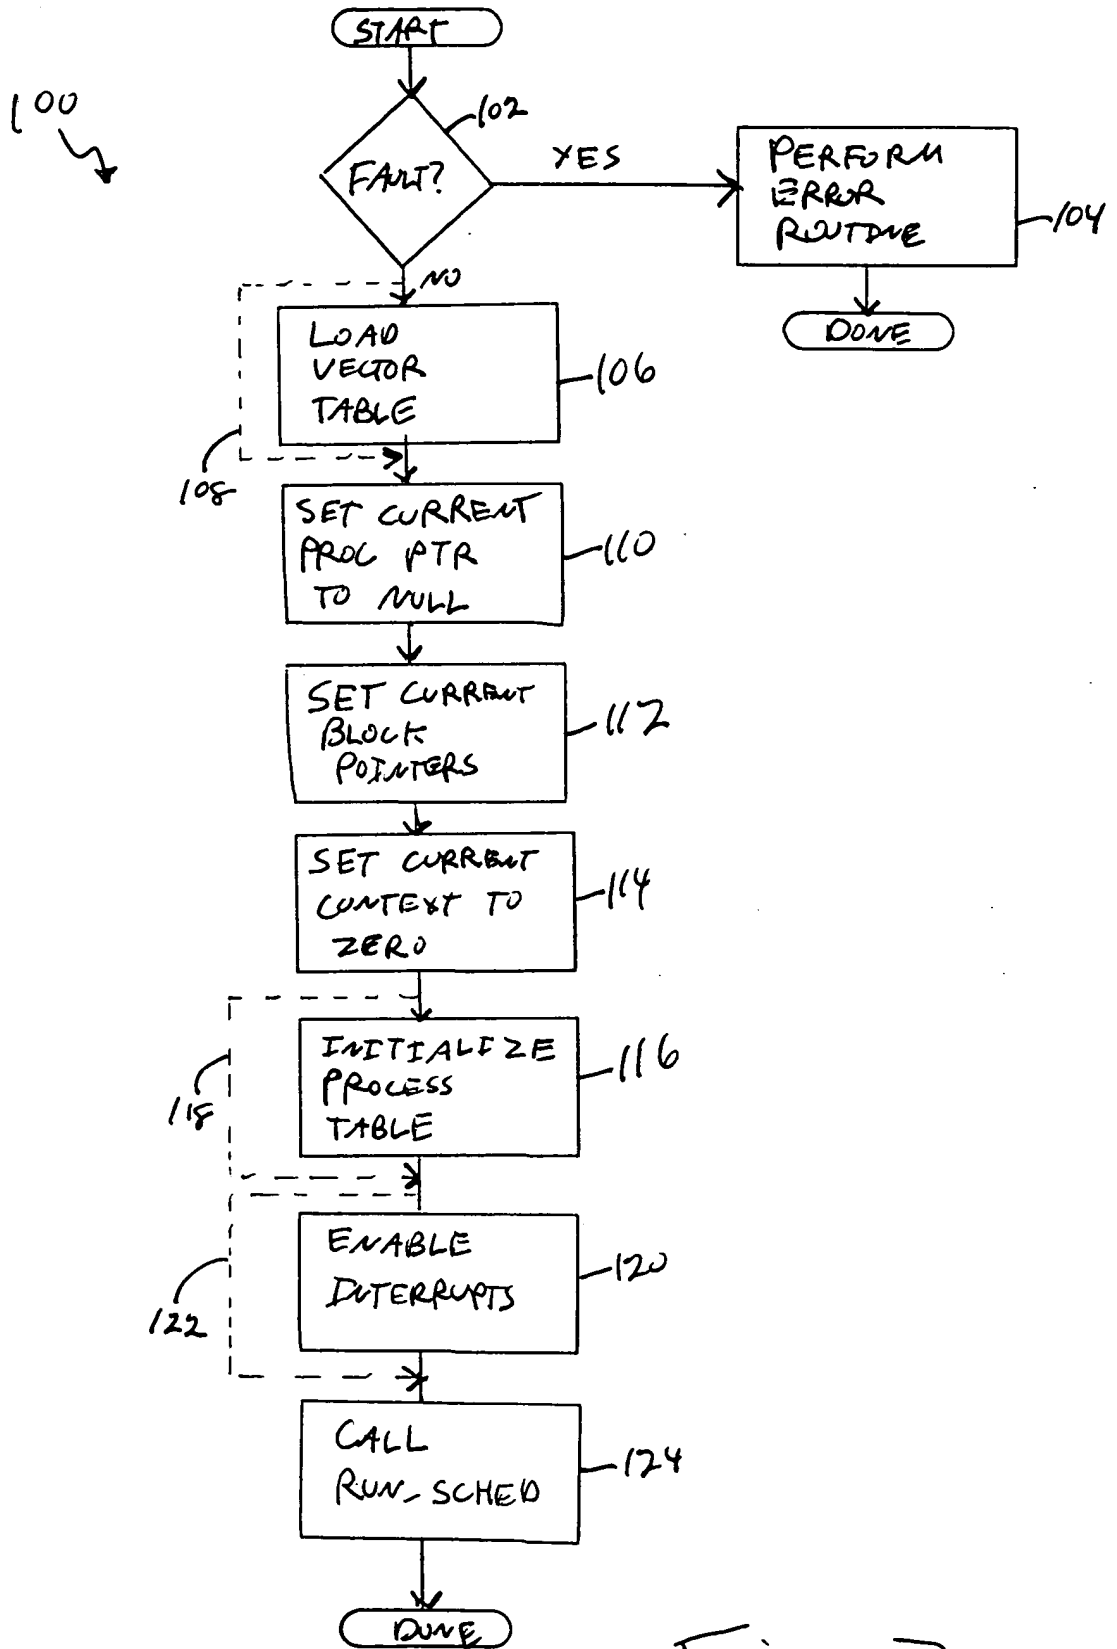 START
100
102
FAULT?
YES
PERFORM
ERROR
ROUTINE
104
DONE
NO
LOAD
VECTOR
TABLE
106
108
SET CURRENT
PROC PTR
TO NULL
110
SET CURRENT
BLOCK
POINTERS
112
SET CURRENT
CONTEXT TO
ZERO
114
INITIALIZE
PROCESS
TABLE
116
118
ENABLE
INTERRUPTS
120
122
CALL
RUN_SCHED
124
DONE